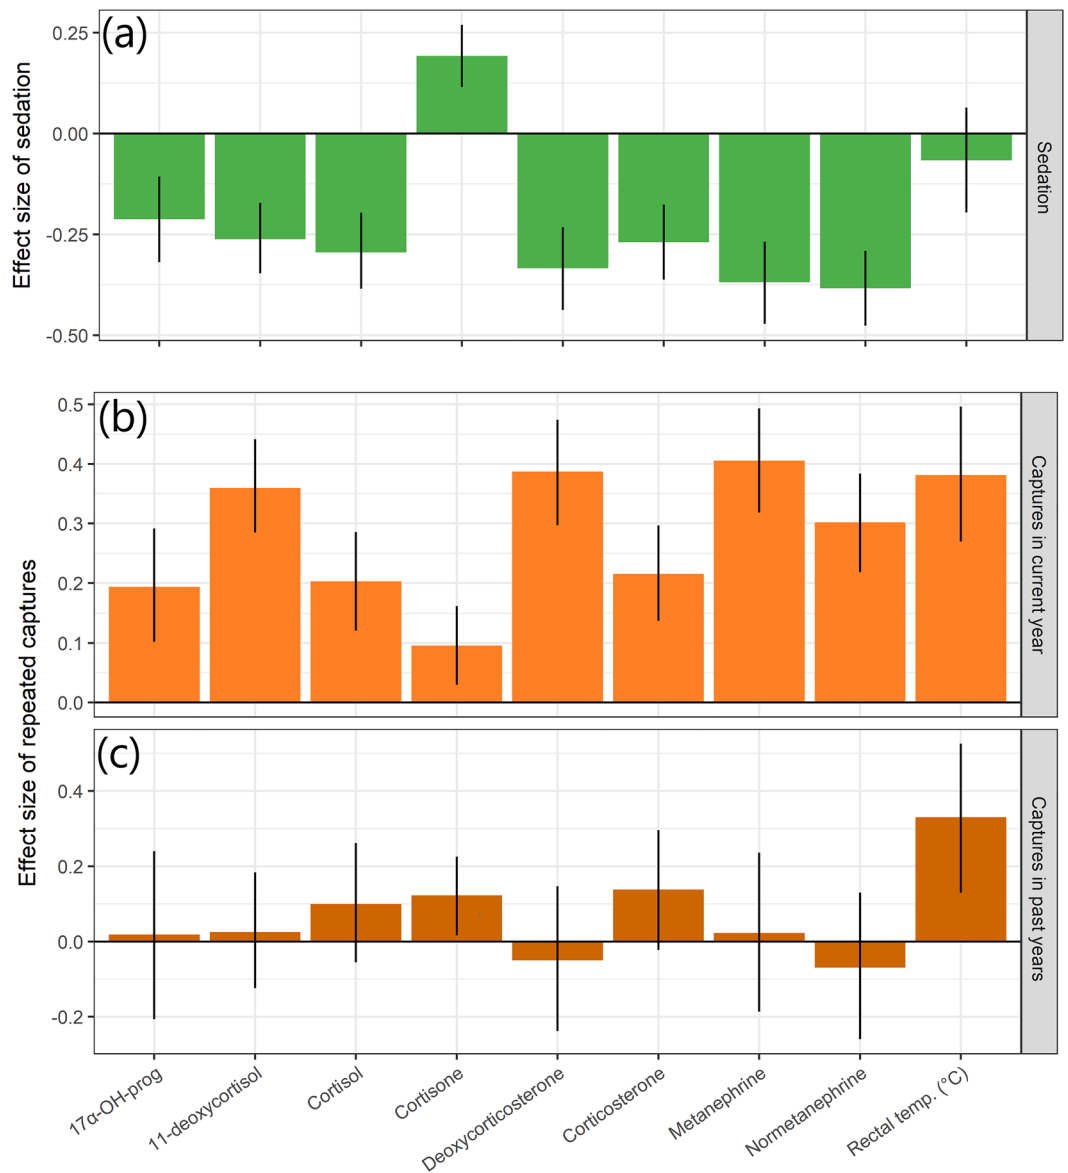 (a)
Effect size of sedation
0.25
0.00
-0.25
-0.50
Sedation
(b)
Effect size of repeated captures
0.5
0.4
0.3
0.2
0.1
0.0
Captures in current year
(c)
0.4
0.2
0.0
-0.2
Captures in past years
17α-OH-prog
11-deoxycortisol
Cortisol
Cortisone
Deoxycorticosterone
Corticosterone
Metanephrine
Normetanephrine
Rectal temp. (°C)